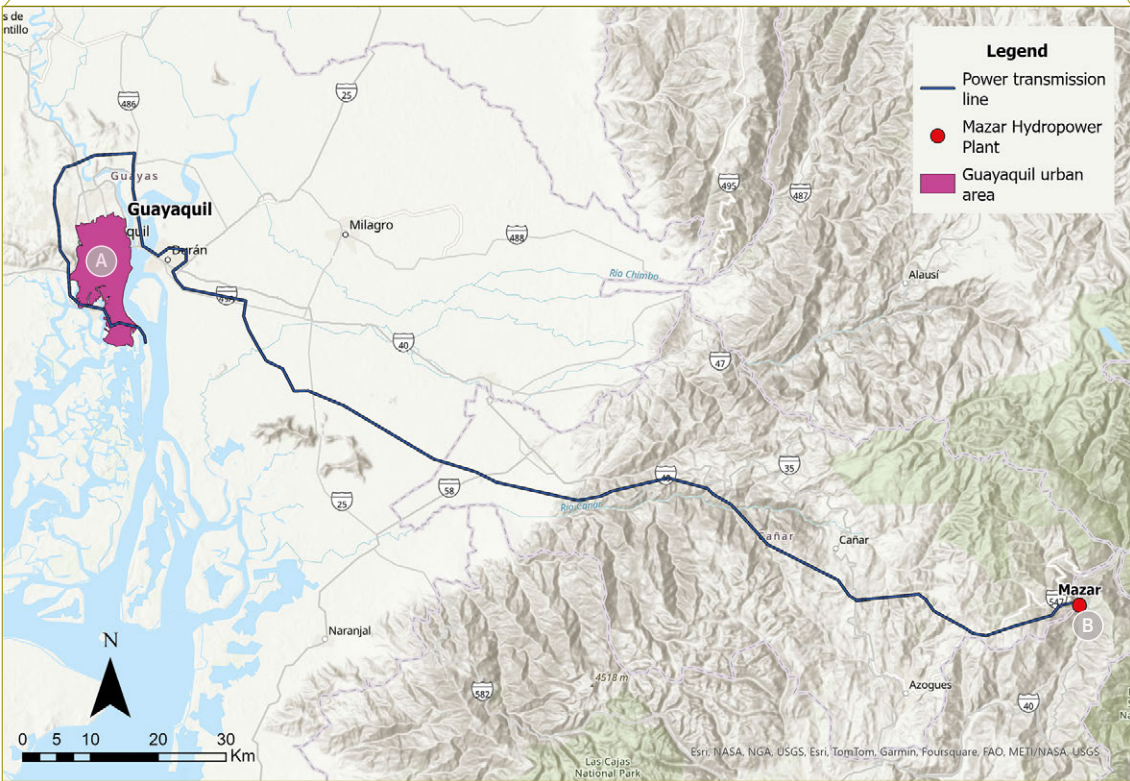 s de
ntillo
486
25
Guayas
Guayaquil
quil
A
Durán
Milagro
488
495
487
Río Chimbo
Alausí
40
47
58
25
35
Cañar
Cañar
Mazar
547
B
Naranjal
4518 m
582
Azogues
40
Las Cajas
National Park
Legend
Power transmission
line
Mazar Hydropower
Plant
Guayaquil urban
area
N
0 5 10 20 30
Km
Esri, NASA, NGA, USGS, Esri, TomTom, Garmin, Foursquare, FAO, METI/NASA, USGS